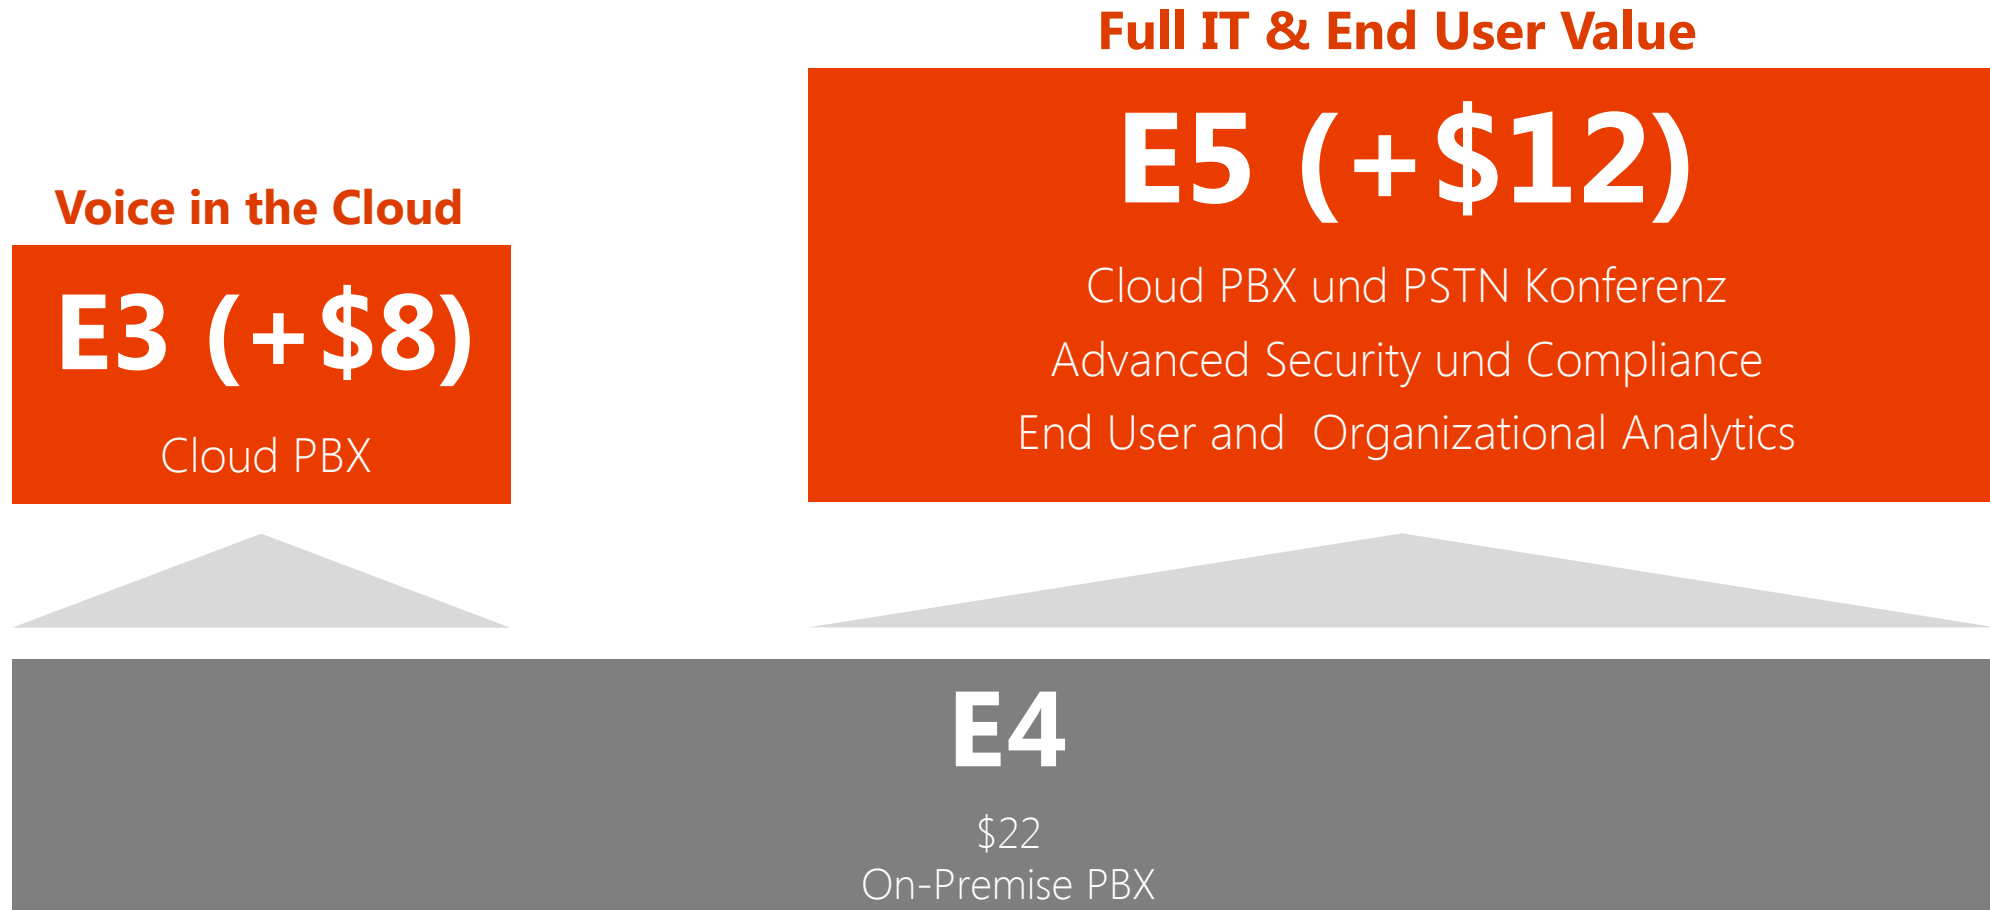 Voice in the Cloud
E3 (+$8)
Cloud PBX
Full IT & End User Value
E5 (+$12)
Cloud PBX und PSTN Konferenz
Advanced Security und Compliance
End User and  Organizational Analytics
E4
$22
On-Premise PBX